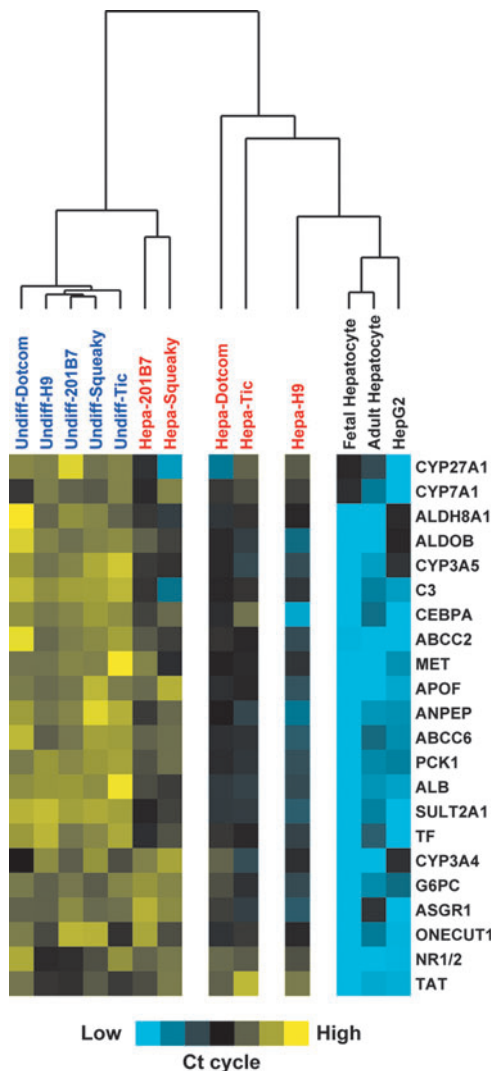 Undiff-Dotcom
Undiff-H9
Undiff-201B7
Undiff-Squeaky
Undiff-Tic
Hepa-201B7
Hepa-Squeaky
Hepa-Dotcom
Hepa-Tic
Hepa-H9
Fetal Hepatocyte
Adult Hepatocyte
HepG2
CYP27A1
CYP7A1
ALDH8A1
ALDOB
CYP3A5
C3
CEBPA
ABCC2
MET
APOF
ANPEP
ABCC6
PCK1
ALB
SULT2A1
TF
CYP3A4
G6PC
ASGR1
ONECUT1
NR1/2
TAT
Low High
Ct cycle